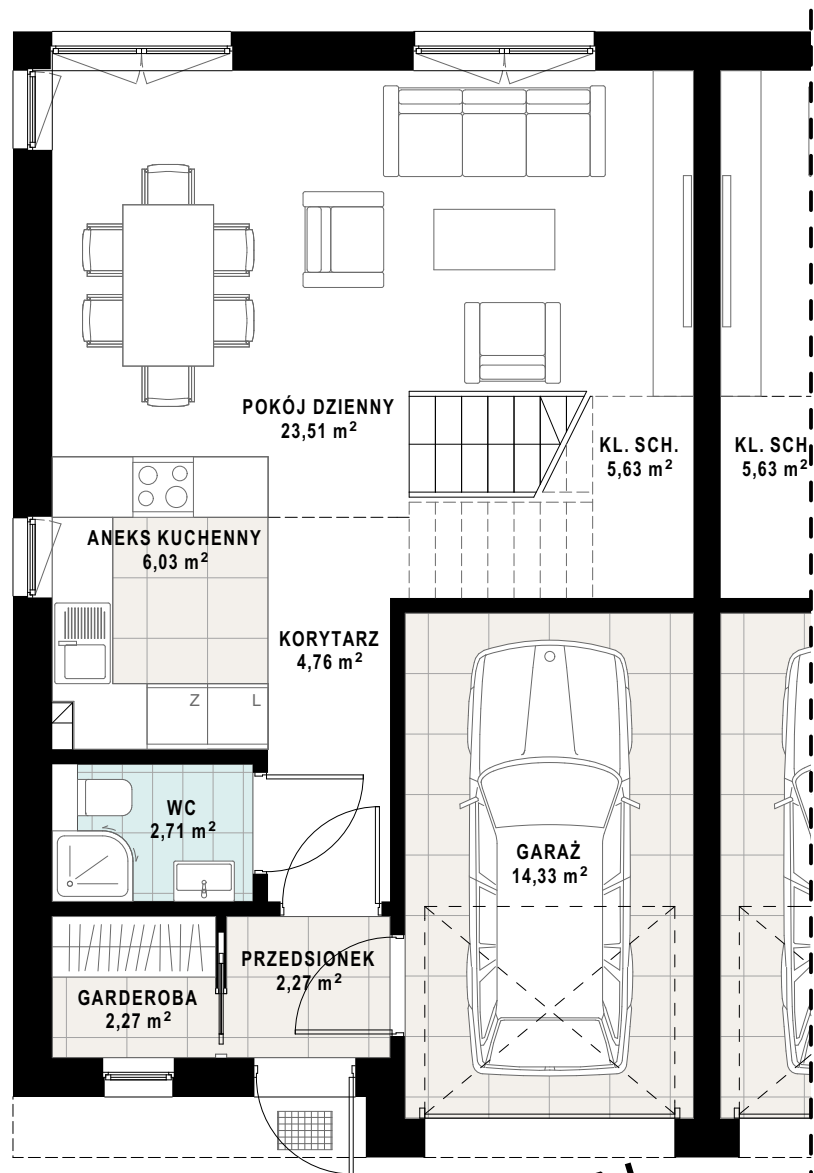 POKÓJ DZIENNY
23,51 m²
KL. SCH.
5,63 m²
KL. SCH
5,63 m²
ANEKS KUCHENNY
6,03 m²
KORYTARZ
4,76 m²
Z L
WC
2,71 m²
GARAŻ
14,33 m²
PRZEDSIONEK
2,27 m²
GARDEROBA
2,27 m²